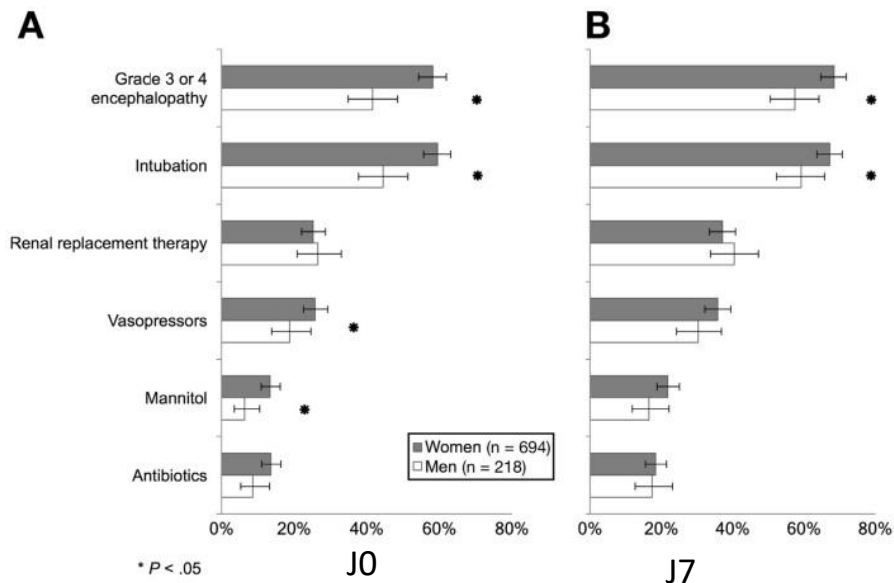 A
B
Grade 3 or 4
encephalopathy
*
*
Intubation
*
*
Renal replacement therapy
Vasopressors
*
Mannitol
*
Women (n = 694)
Men (n = 218)
Antibiotics
0% 20% 40% 60% 80% 0% 20% 40% 60% 80%
* P < .05
J0
J7